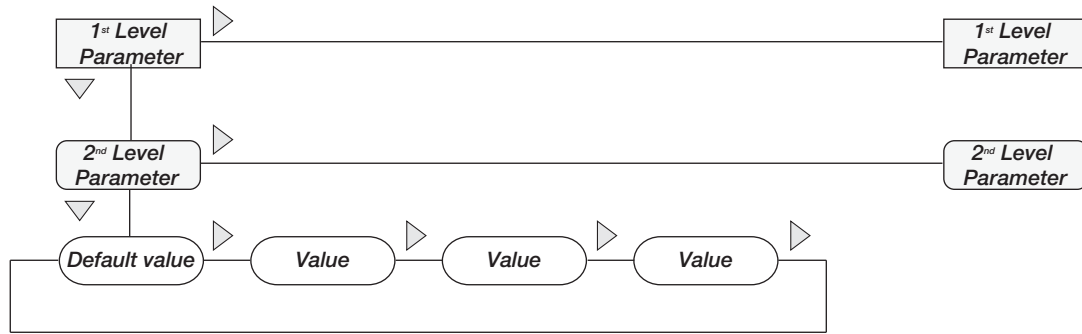 1st Level
Parameter
1st Level
Parameter
2nd Level
Parameter
2nd Level
Parameter
Default value
Value
Value
Value